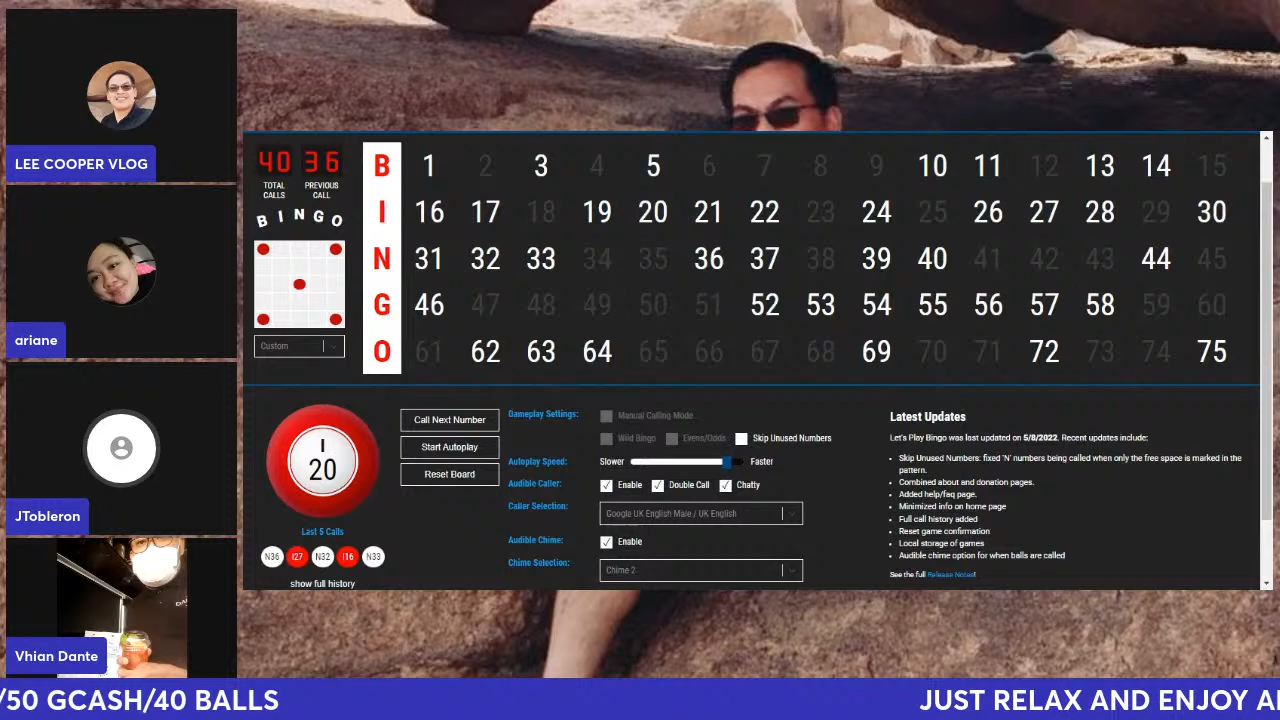 LEE COOPER VLOG
ariane
JTobleron
Vhian Dante
40 36
TOTAL CALLS
PREVIOUS CALL
B I N G O
Custom
B 1 2 3 4 5 6 7 8 9 10 11 12 13 14 15
I 16 17 18 19 20 21 22 23 24 25 26 27 28 29 30
N 31 32 33 34 35 36 37 38 39 40 41 42 43 44 45
G 46 47 48 49 50 51 52 53 54 55 56 57 58 59 60
O 61 62 63 64 65 66 67 68 69 70 71 72 73 74 75
I
20
Last 5 Calls
N36 I27 N32 I16 N33
show full history
Call Next Number
Start Autoplay
Reset Board
Gameplay Settings:
Manual Calling Mode
Wild Bingo Evens/Odds Skip Unused Numbers
Autoplay Speed: Slower Faster
Audible Caller: Enable Double Call Chatty
Caller Selection: Google UK English Male / UK English
Audible Chime: Enable
Chime Selection: Chime 2
Latest Updates
Let's Play Bingo was last updated on 5/8/2022. Recent updates include:
Skip Unused Numbers: fixed 'N' numbers being called when only the free space is marked in the
pattern.
Combined about and donation pages.
Added help/faq page.
Minimized info on home page
Full call history added
Reset game confirmation
Local storage of games
Audible chime option for when balls are called
See the full Release Notes!
/50 GCASH/40 BALLS
JUST RELAX AND ENJOY